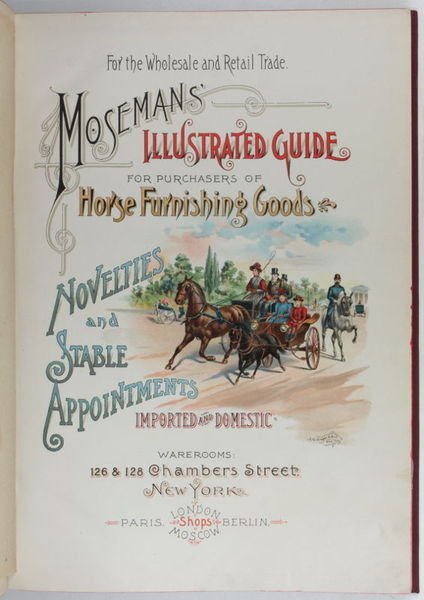 For the Wholesale and Retail Trade.
Mosemans'
Illustrated Guide
for purchasers of
Horse Furnishing Goods
Novelties
and
Stable
Appointments
Imported and Domestic
Warerooms:
126 & 128 Chambers Street.
New York.
London
Paris. Shops Berlin.
Moscow.